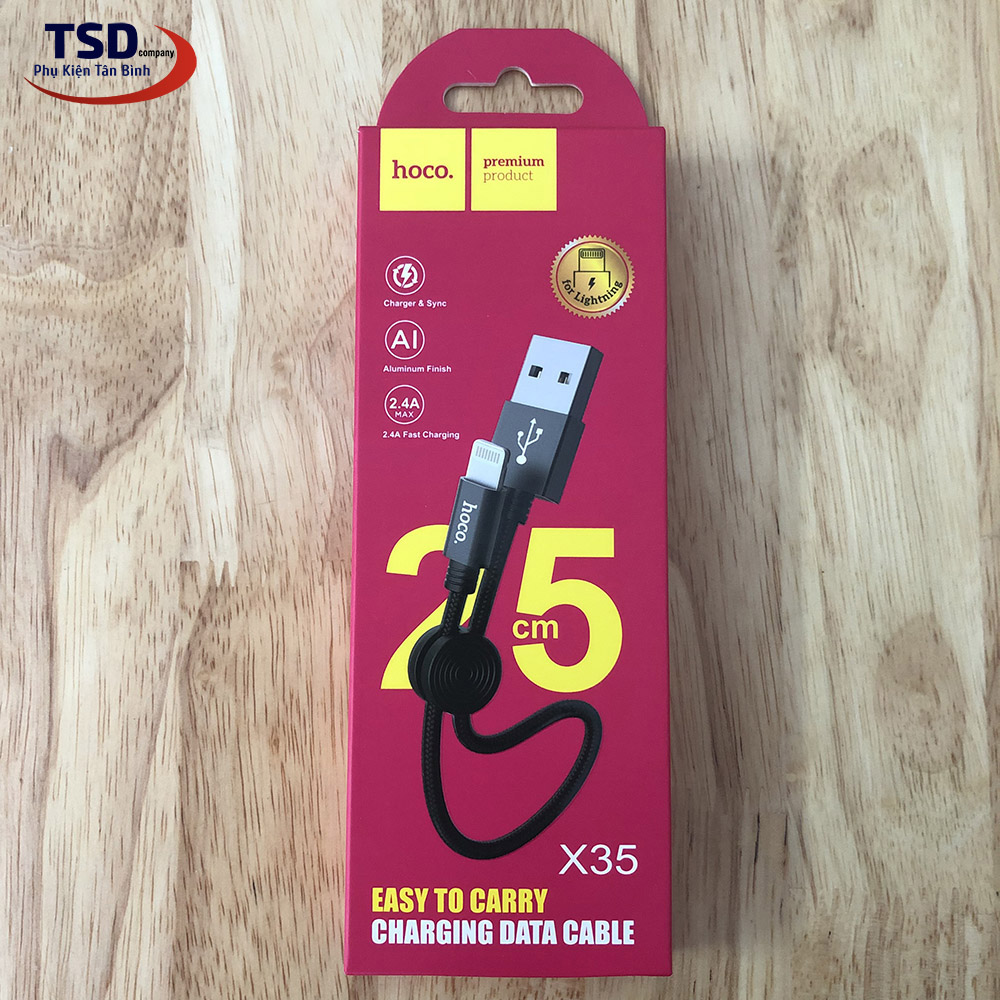 TSD
company
Phụ Kiện Tân Bình
hoco.
premium
product
for Lightning
Charger & Sync
Al
Aluminum Finish
2.4A
MAX
2.4A Fast Charging
hoco.
25
cm
X35
EASY TO CARRY
CHARGING DATA CABLE